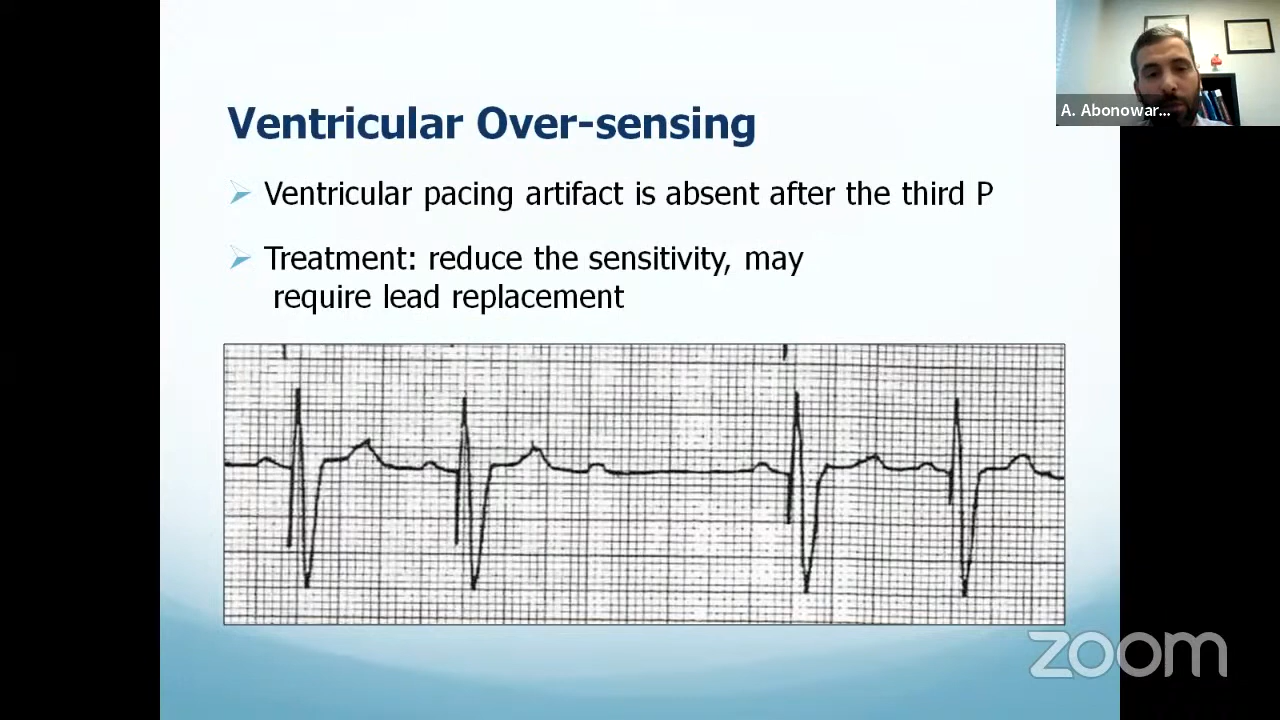 Ventricular Over-sensing
Ventricular pacing artifact is absent after the third P
Treatment: reduce the sensitivity, may
require lead replacement
A. Abonowar...
zoom